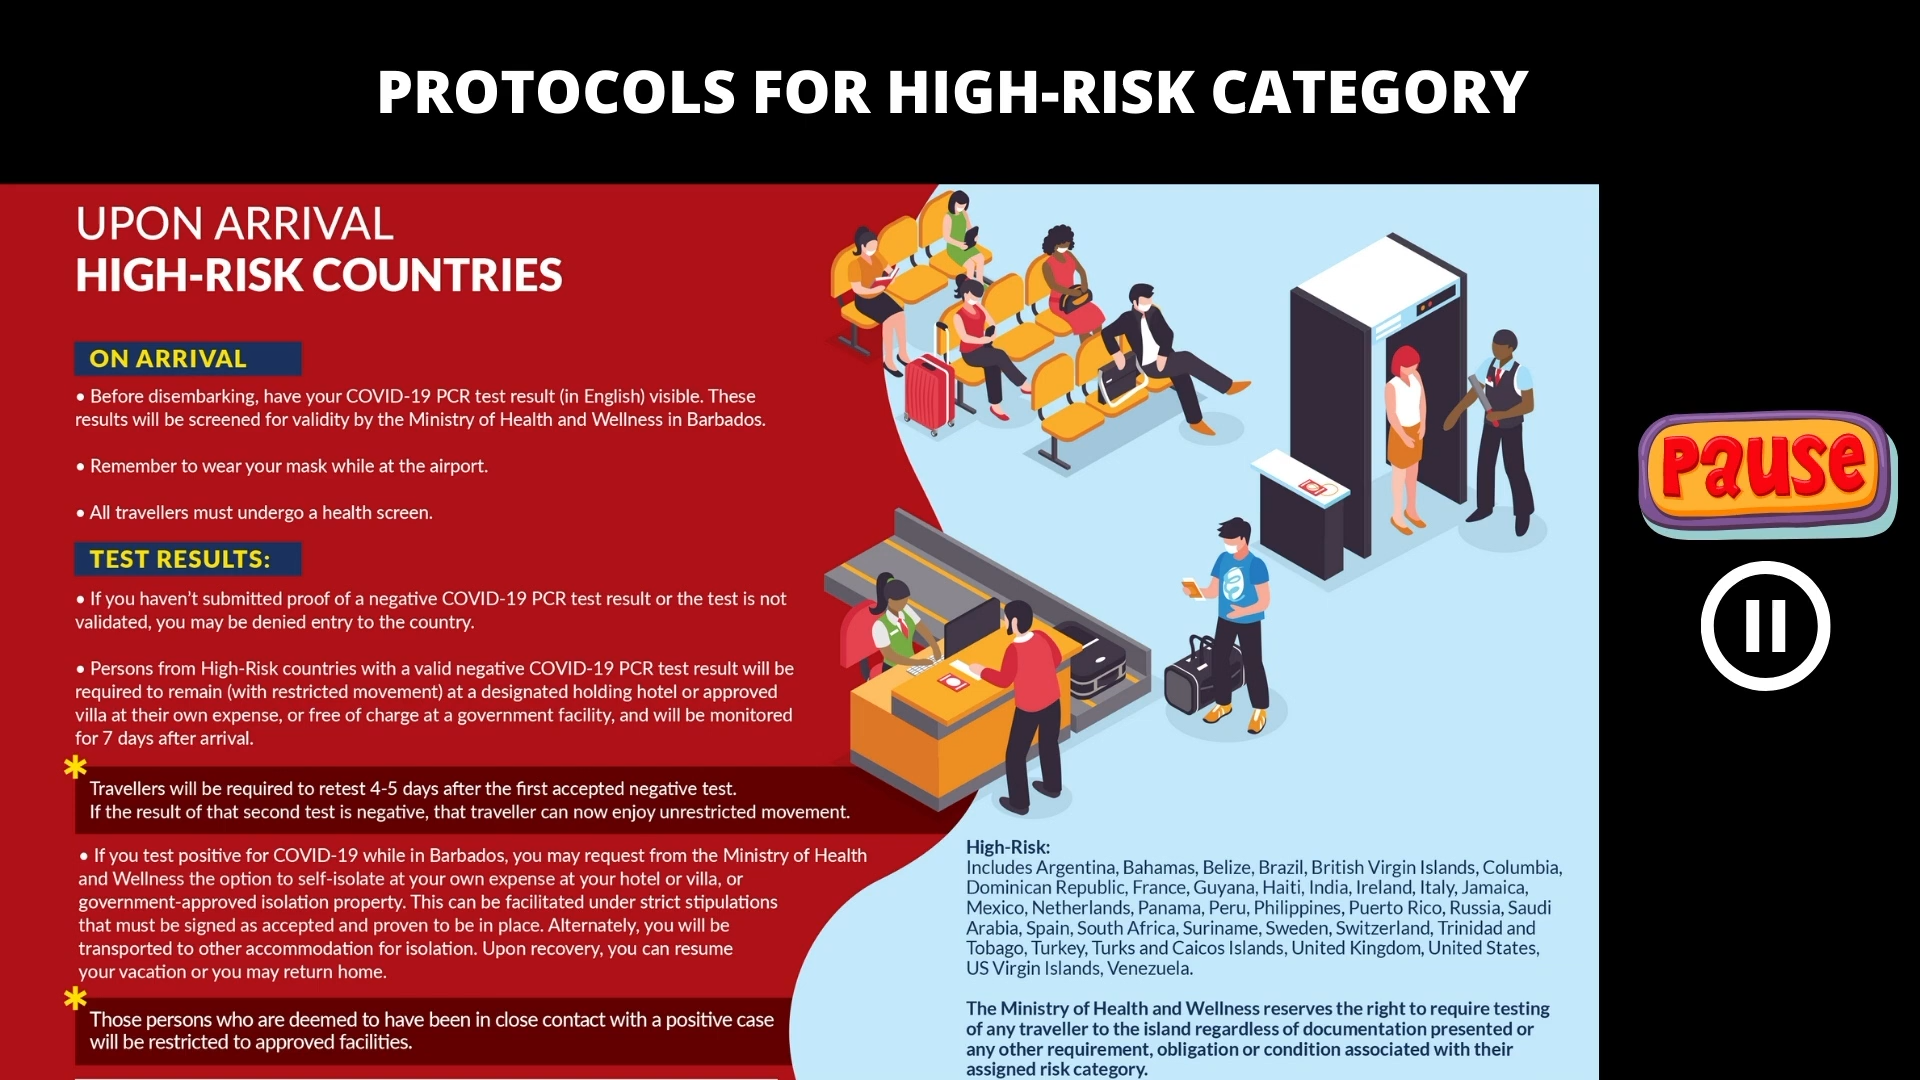 PROTOCOLS FOR HIGH-RISK CATEGORY
UPON ARRIVAL
HIGH-RISK COUNTRIES
ON ARRIVAL
• Before disembarking, have your COVID-19 PCR test result (in English) visible. These
results will be screened for validity by the Ministry of Health and Wellness in Barbados.
• Remember to wear your mask while at the airport.
• All travellers must undergo a health screen.
TEST RESULTS:
• If you haven't submitted proof of a negative COVID-19 PCR test result or the test is not
validated, you may be denied entry to the country.
• Persons from High-Risk countries with a valid negative COVID-19 PCR test result will be
required to remain (with restricted movement) at a designated holding hotel or approved
villa at their own expense, or free of charge at a government facility, and will be monitored
for 7 days after arrival.
* Travellers will be required to retest 4-5 days after the first accepted negative test.
If the result of that second test is negative, that traveller can now enjoy unrestricted movement.
• If you test positive for COVID-19 while in Barbados, you may request from the Ministry of Health
and Wellness the option to self-isolate at your own expense at your hotel or villa, or
government-approved isolation property. This can be facilitated under strict stipulations
that must be signed as accepted and proven to be in place. Alternately, you will be
transported to other accommodation for isolation. Upon recovery, you can resume
your vacation or you may return home.
* Those persons who are deemed to have been in close contact with a positive case
will be restricted to approved facilities.
High-Risk:
Includes Argentina, Bahamas, Belize, Brazil, British Virgin Islands, Columbia,
Dominican Republic, France, Guyana, Haiti, India, Ireland, Italy, Jamaica,
Mexico, Netherlands, Panama, Peru, Philippines, Puerto Rico, Russia, Saudi
Arabia, Spain, South Africa, Suriname, Sweden, Switzerland, Trinidad and
Tobago, Turkey, Turks and Caicos Islands, United Kingdom, United States,
US Virgin Islands, Venezuela.
The Ministry of Health and Wellness reserves the right to require testing
of any traveller to the island regardless of documentation presented or
any other requirement, obligation or condition associated with their
assigned risk category.
Pause